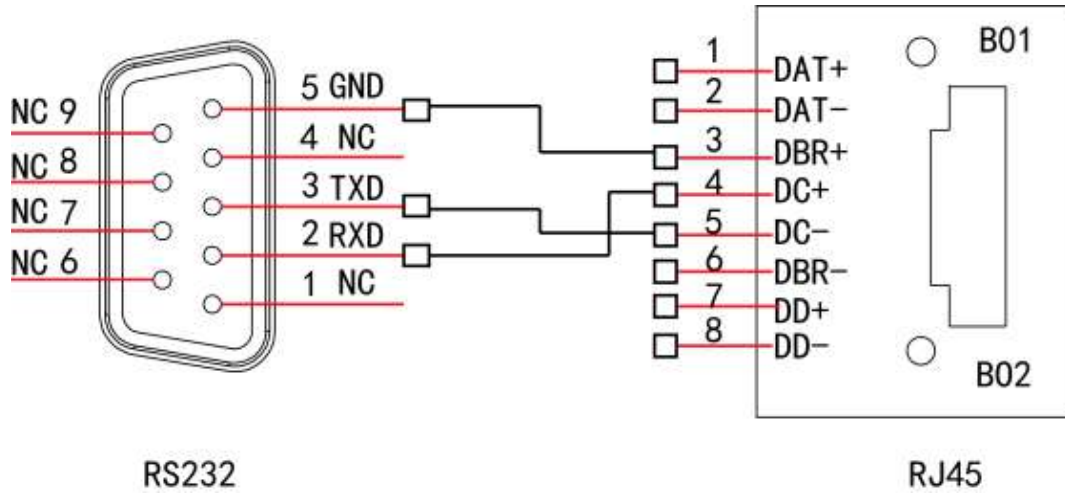 NC 9
NC 8
NC 7
NC 6
5 GND
4 NC
3 TXD
2 RXD
1 NC
RS232
1 DAT+
2 DAT-
3 DBR+
4 DC+
5 DC-
6 DBR-
7 DD+
8 DD-
B01
B02
RJ45